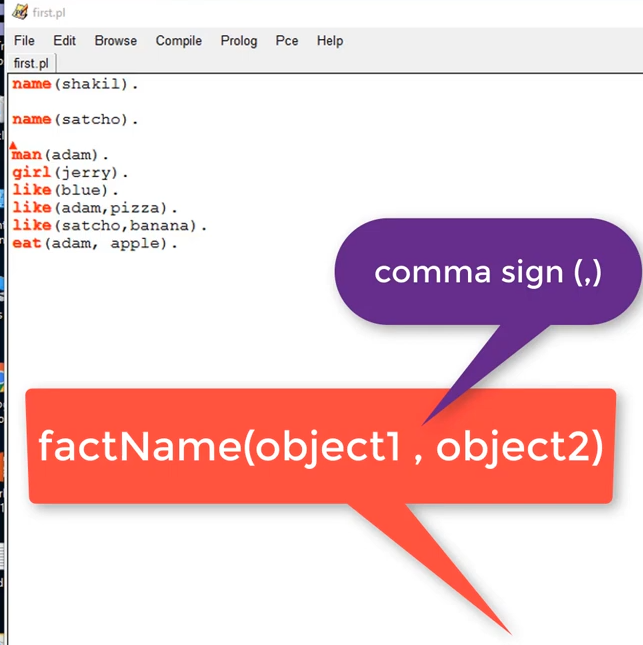 first.pl
File Edit Browse Compile Prolog Pce Help
first.pl
name(shakil).
name(satcho).
man(adam).
girl(jerry).
like(blue).
like(adam,pizza).
like(satcho,banana).
eat(adam, apple).
comma sign (,)
factName(object1 , object2)